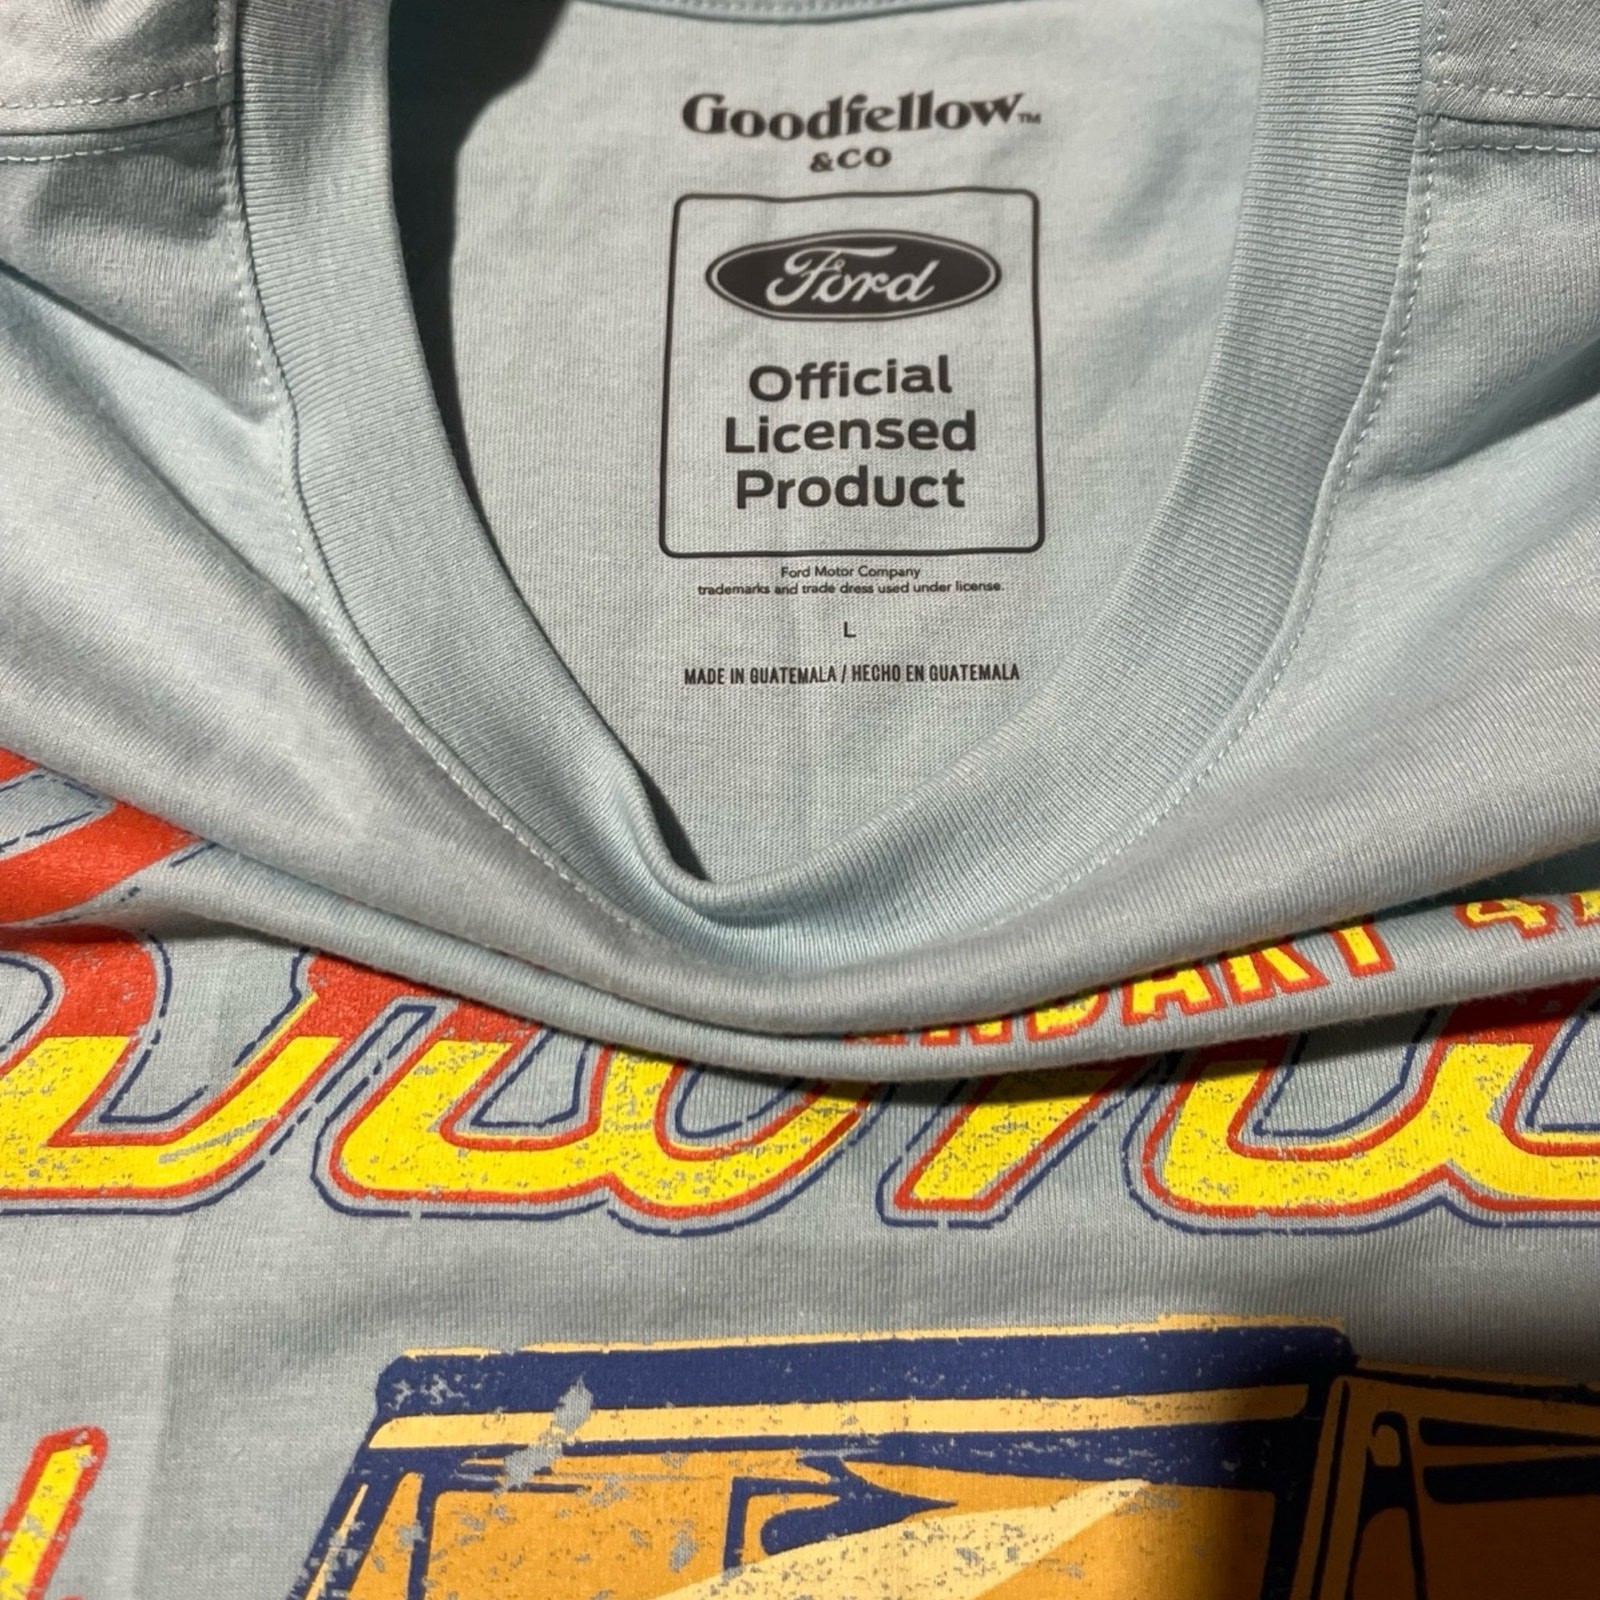 Goodfellow™
&CO
Ford
Official
Licensed
Product
Ford Motor Company
trademarks and trade dress used under license.
L
MADE IN GUATEMALA / HECHO EN GUATEMALA